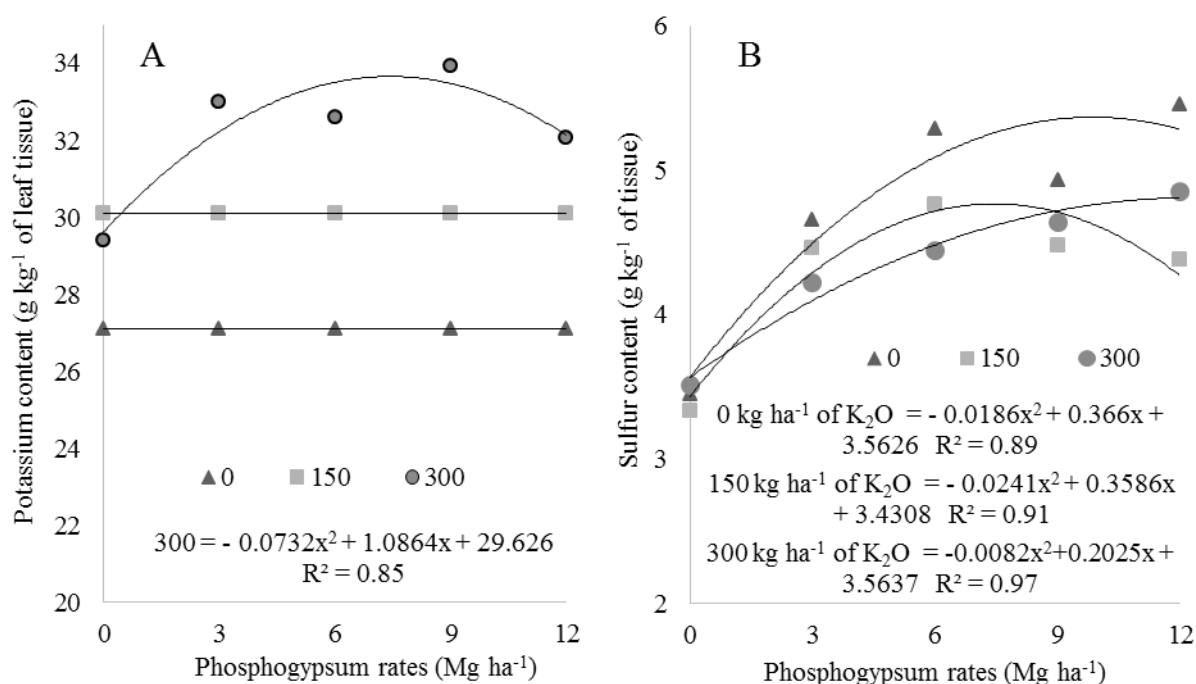 A
Potassium content (g kg⁻¹ of leaf tissue)
34
32
30
28
26
24
22
20
0 150 300
300 = - 0.0732x² + 1.0864x + 29.626
R² = 0.85
0 3 6 9 12
Phosphogypsum rates (Mg ha⁻¹)
B
Sulfur content (g kg⁻¹ of tissue)
6
5
4
3
2
0 150 300
0 kg ha⁻¹ of K₂O = - 0.0186x² + 0.366x +
3.5626 R² = 0.89
150 kg ha⁻¹ of K₂O = - 0.0241x² + 0.3586x
+ 3.4308 R² = 0.91
300 kg ha⁻¹ of K₂O = -0.0082x²+0.2025x +
3.5637 R² = 0.97
0 3 6 9 12
Phosphogypsum rates (Mg ha⁻¹)